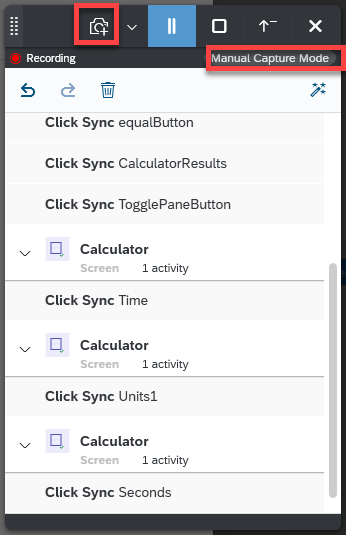 Recording Manual Capture Mode
Click Sync equalButton
Click Sync CalculatorResults
Click Sync TogglePaneButton
Calculator
Screen 1 activity
Click Sync Time
Calculator
Screen 1 activity
Click Sync Units1
Calculator
Screen 1 activity
Click Sync Seconds